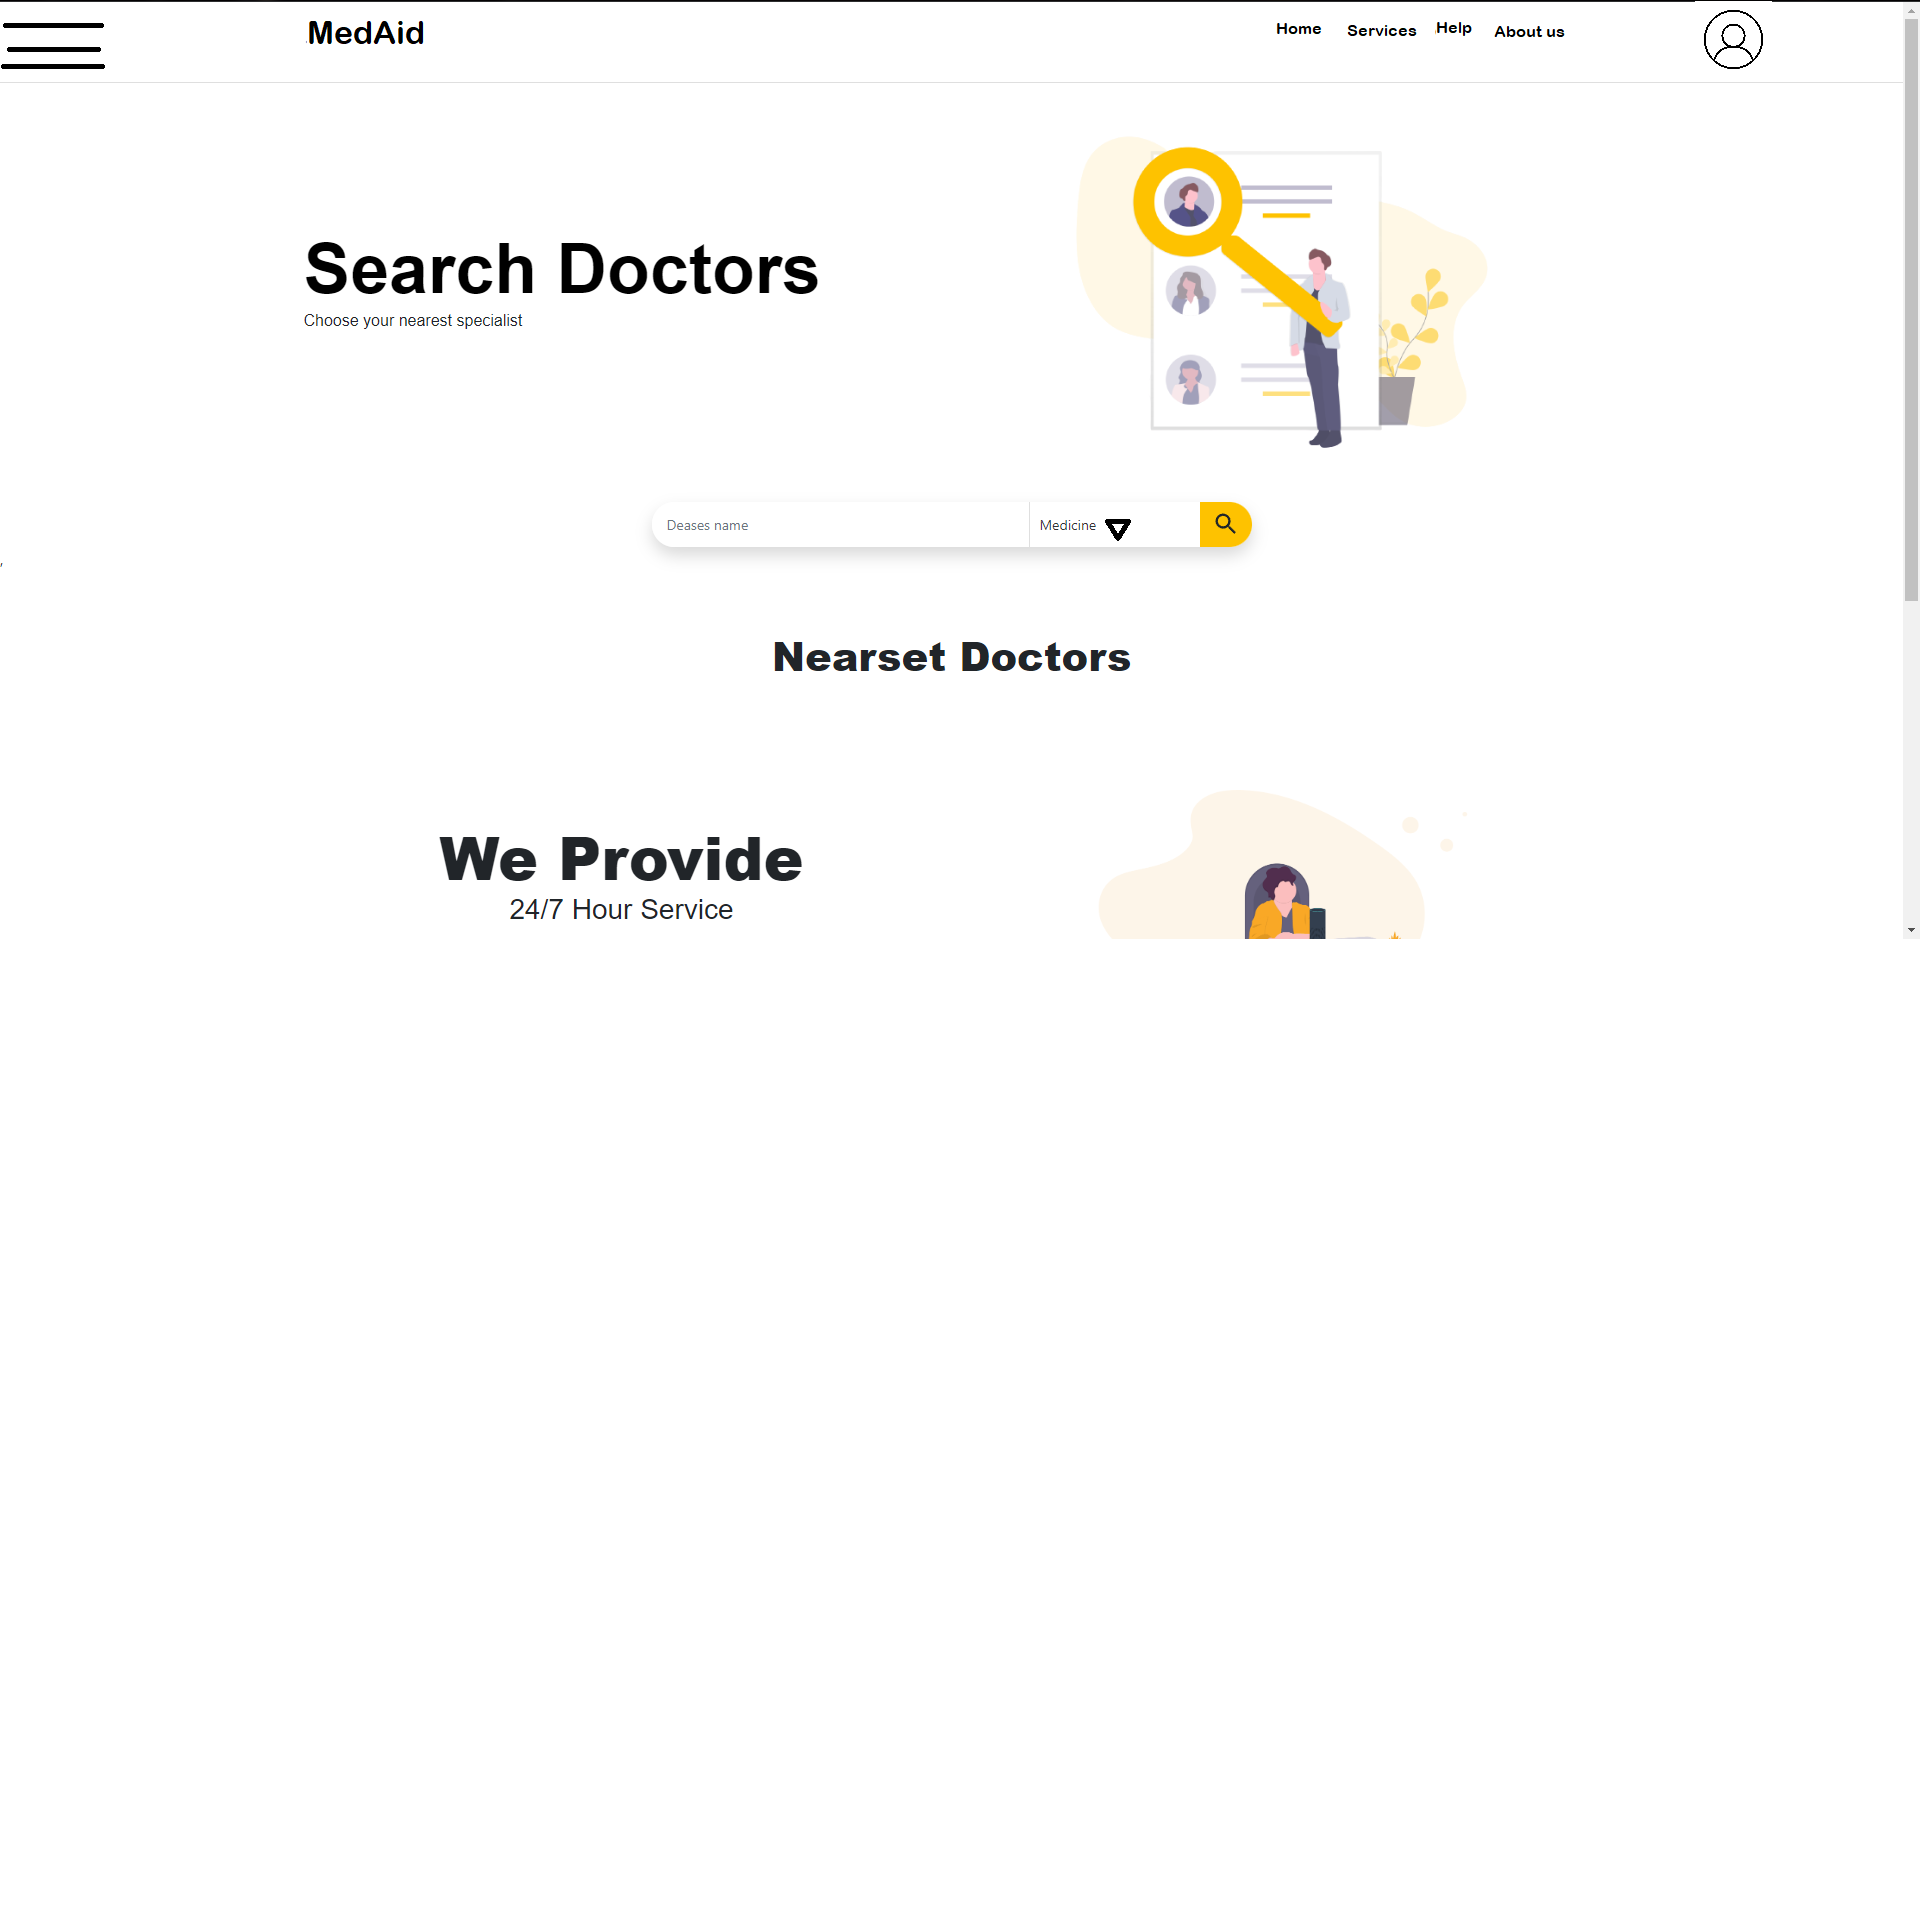 MedAid
Home Services Help About us
Search Doctors
Choose your nearest specialist
Deases name Medicine
Nearset Doctors
We Provide
24/7 Hour Service